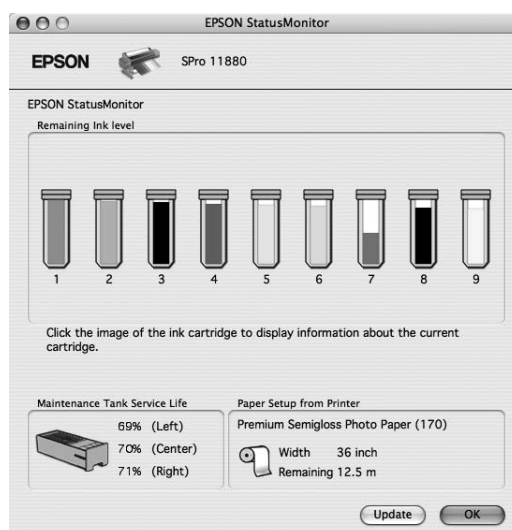 EPSON StatusMonitor
EPSON SPro 11880
EPSON StatusMonitor
Remaining Ink level
1 2 3 4 5 6 7 8 9
Click the image of the ink cartridge to display information about the current
cartridge.
Maintenance Tank Service Life
69% (Left)
70% (Center)
71% (Right)
Paper Setup from Printer
Premium Semigloss Photo Paper (170)
Width 36 inch
Remaining 12.5 m
Update OK